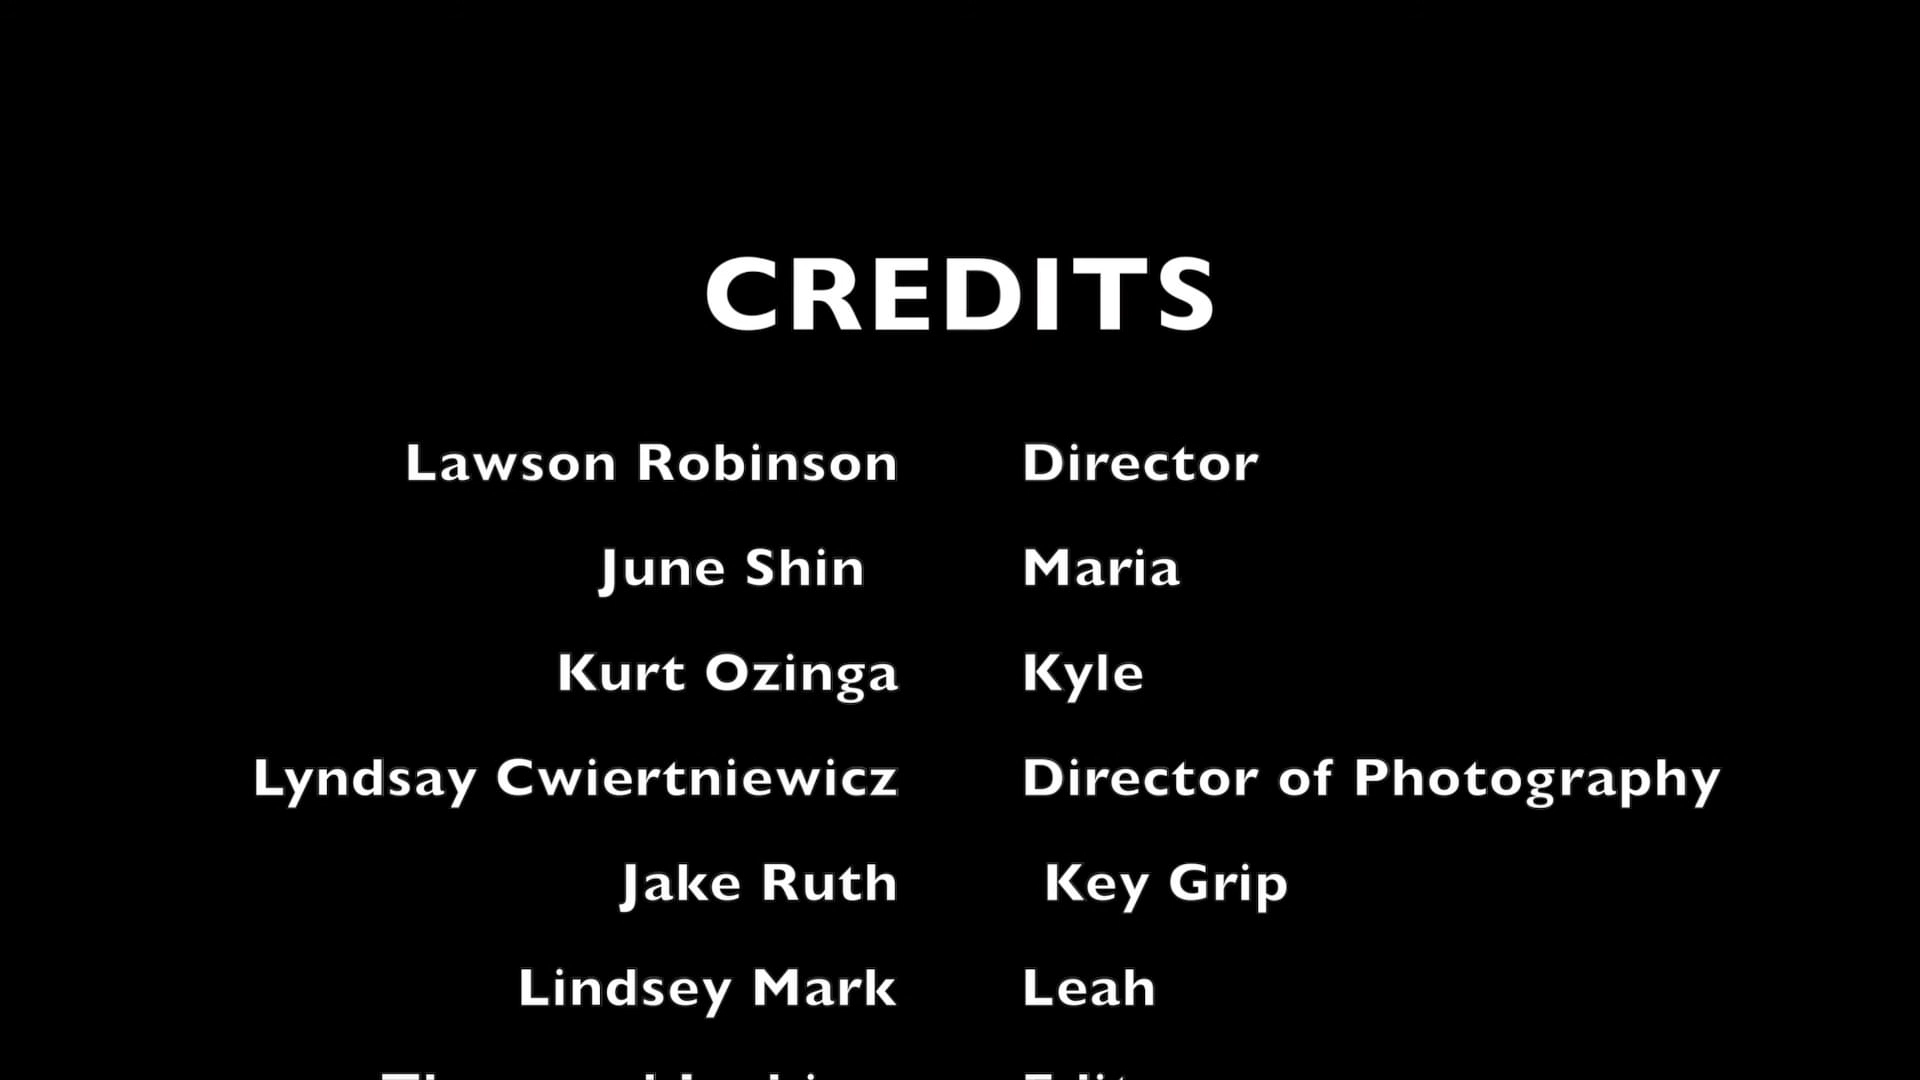 CREDITS
Lawson Robinson Director
June Shin Maria
Kurt Ozinga Kyle
Lyndsay Cwiertniewicz Director of Photography
Jake Ruth Key Grip
Lindsey Mark Leah